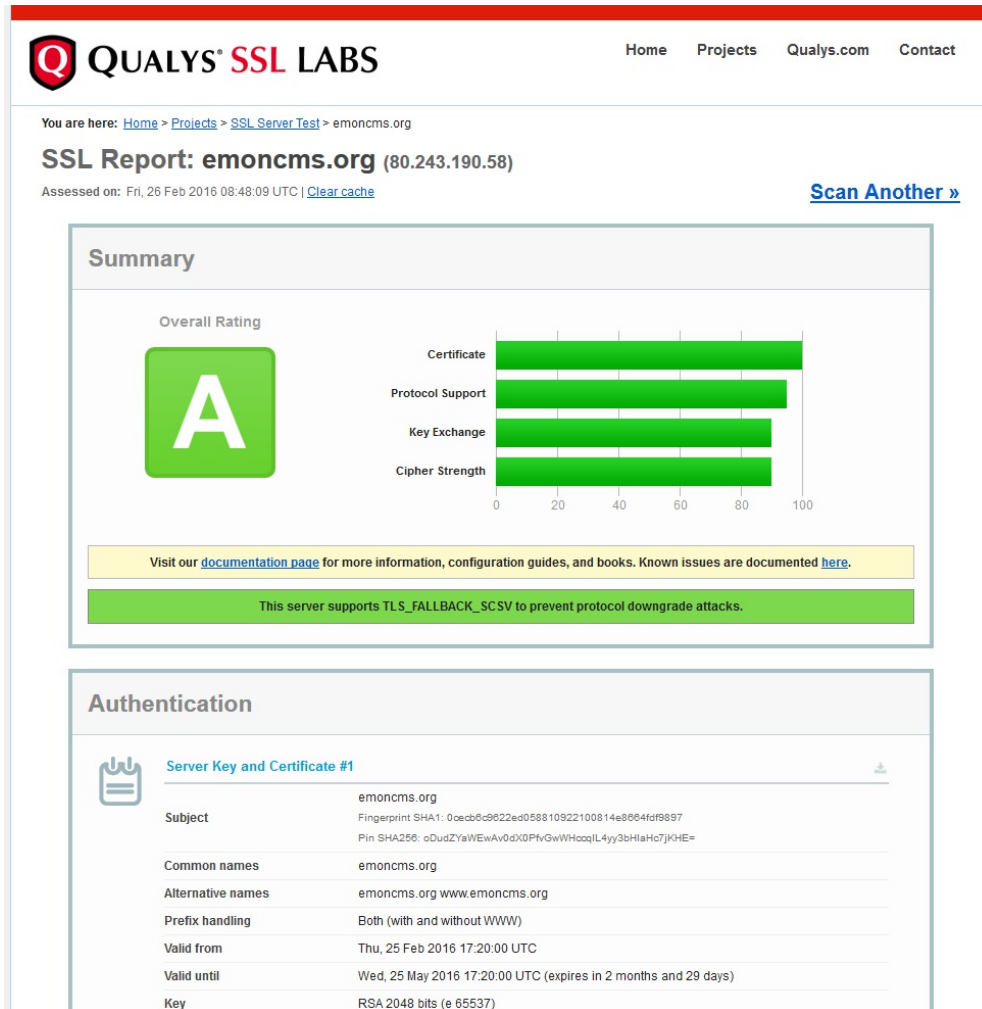 QUALYS® SSL LABS
Home Projects Qualys.com Contact
You are here: Home > Projects > SSL Server Test > emoncms.org
SSL Report: emoncms.org (80.243.190.58)
Assessed on: Fri, 26 Feb 2016 08:48:09 UTC | Clear cache
Scan Another »
Summary
Overall Rating
A
Certificate
Protocol Support
Key Exchange
Cipher Strength
0 20 40 60 80 100
Visit our documentation page for more information, configuration guides, and books. Known issues are documented here.
This server supports TLS_FALLBACK_SCSV to prevent protocol downgrade attacks.
Authentication
Server Key and Certificate #1
Subject
emoncms.org
Fingerprint SHA1: 0cecb6c9622ed058810922100814e8664fdf9897
Pin SHA256:
Common names emoncms.org
Alternative names emoncms.org www.emoncms.org
Prefix handling Both (with and without WWW)
Valid from Thu, 25 Feb 2016 17:20:00 UTC
Valid until Wed, 25 May 2016 17:20:00 UTC (expires in 2 months and 29 days)
Key RSA 2048 bits (e 65537)